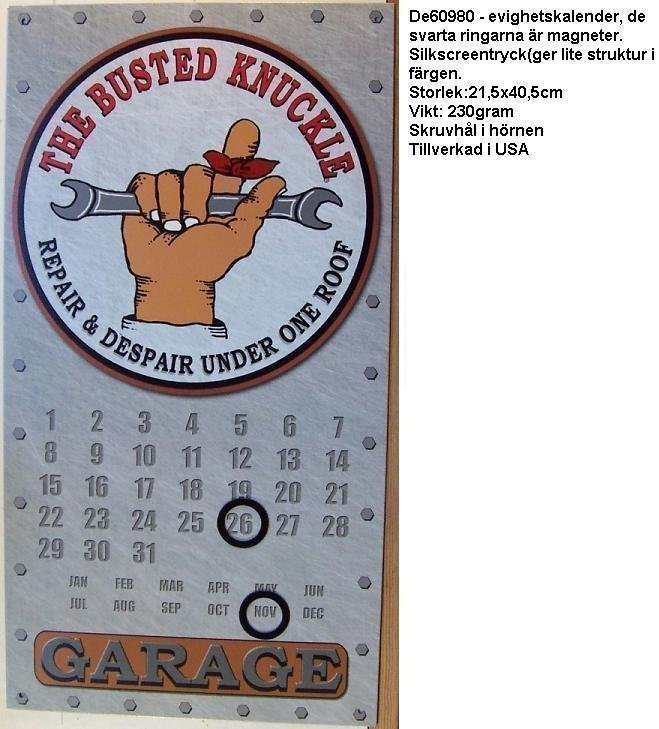 THE BUSTED KNUCKLE
REPAIR & DESPAIR UNDER ONE ROOF
1 2 3 4 5 6 7
8 9 10 11 12 13 14
15 16 17 18 19 20 21
22 23 24 25 26 27 28
29 30 31
JAN FEB MAR APR MAY JUN
JUL AUG SEP OCT NOV DEC
GARAGE
De60980 - evighetskalender, de
svarta ringarna är magneter.
Silkscreentryck(ger lite struktur i
färgen.
Storlek:21,5x40,5cm
Vikt: 230gram
Skruvhål i hörnen
Tillverkad i USA